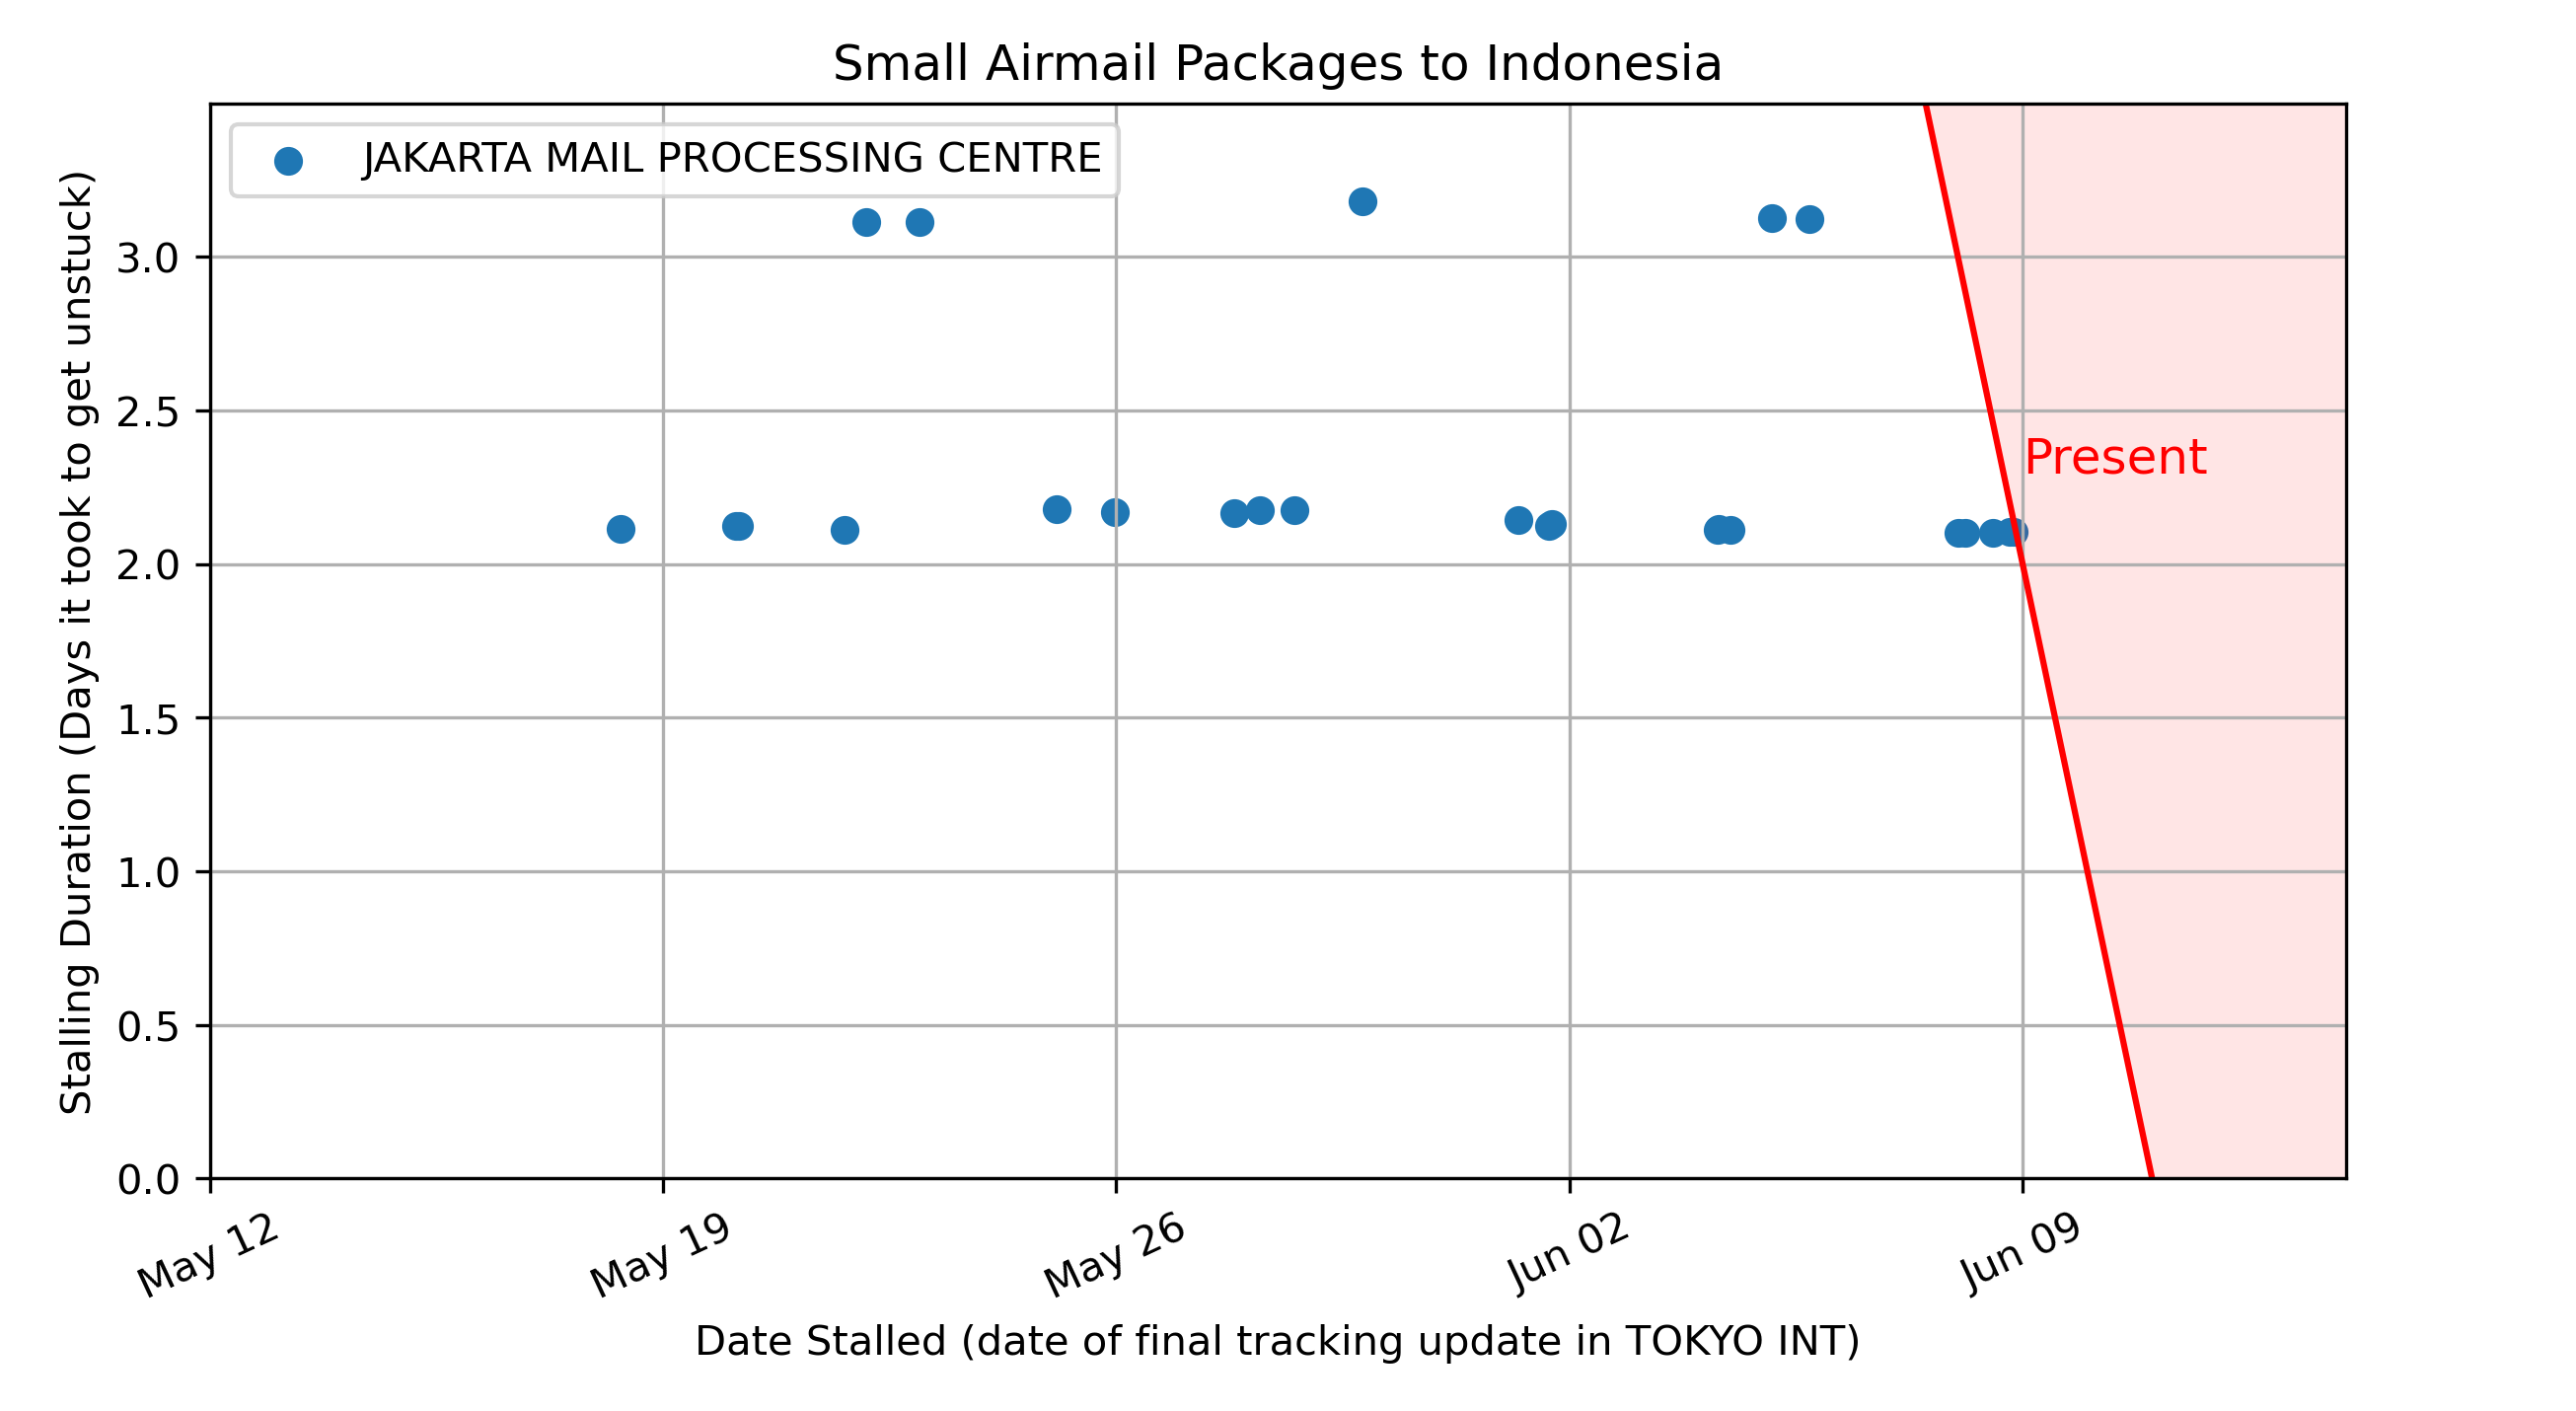 Small Airmail Packages to Indonesia
JAKARTA MAIL PROCESSING CENTRE
Stalling Duration (Days it took to get unstuck)
3.0
2.5
2.0
1.5
1.0
0.5
0.0
Present
May 12
May 19
May 26
Jun 02
Jun 09
Date Stalled (date of final tracking update in TOKYO INT)